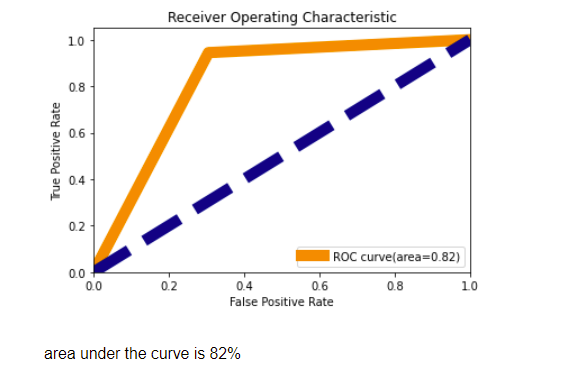 Receiver Operating Characteristic
1.0
0.8
0.6
0.4
0.2
0.0
True Positive Rate
ROC curve(area=0.82)
0.0 0.2 0.4 0.6 0.8 1.0
False Positive Rate
area under the curve is 82%